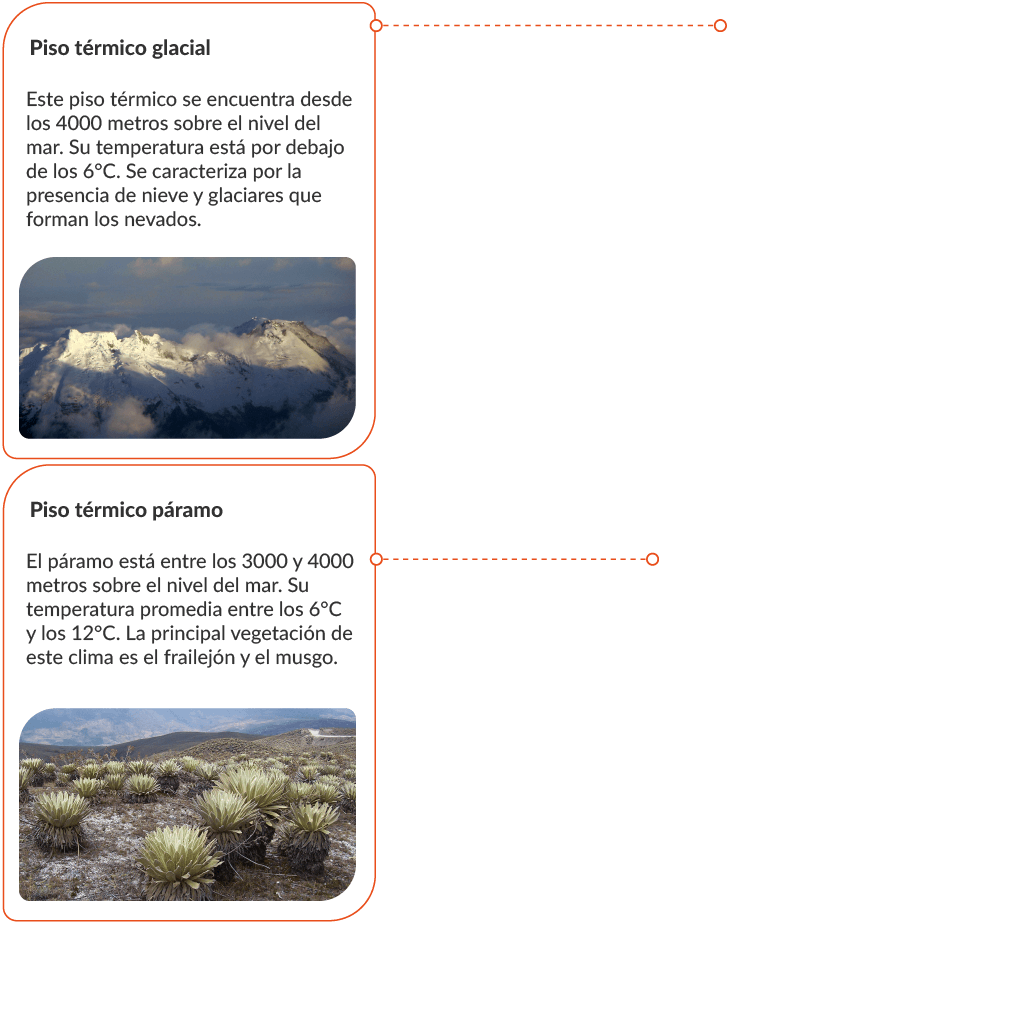 Piso térmico glacial
Este piso térmico se encuentra desde
los 4000 metros sobre el nivel del
mar. Su temperatura está por debajo
de los 6°C. Se caracteriza por la
presencia de nieve y glaciares que
forman los nevados.
Piso térmico páramo
El páramo está entre los 3000 y 4000
metros sobre el nivel del mar. Su
temperatura promedia entre los 6°C
y los 12°C. La principal vegetación de
este clima es el frailejón y el musgo.